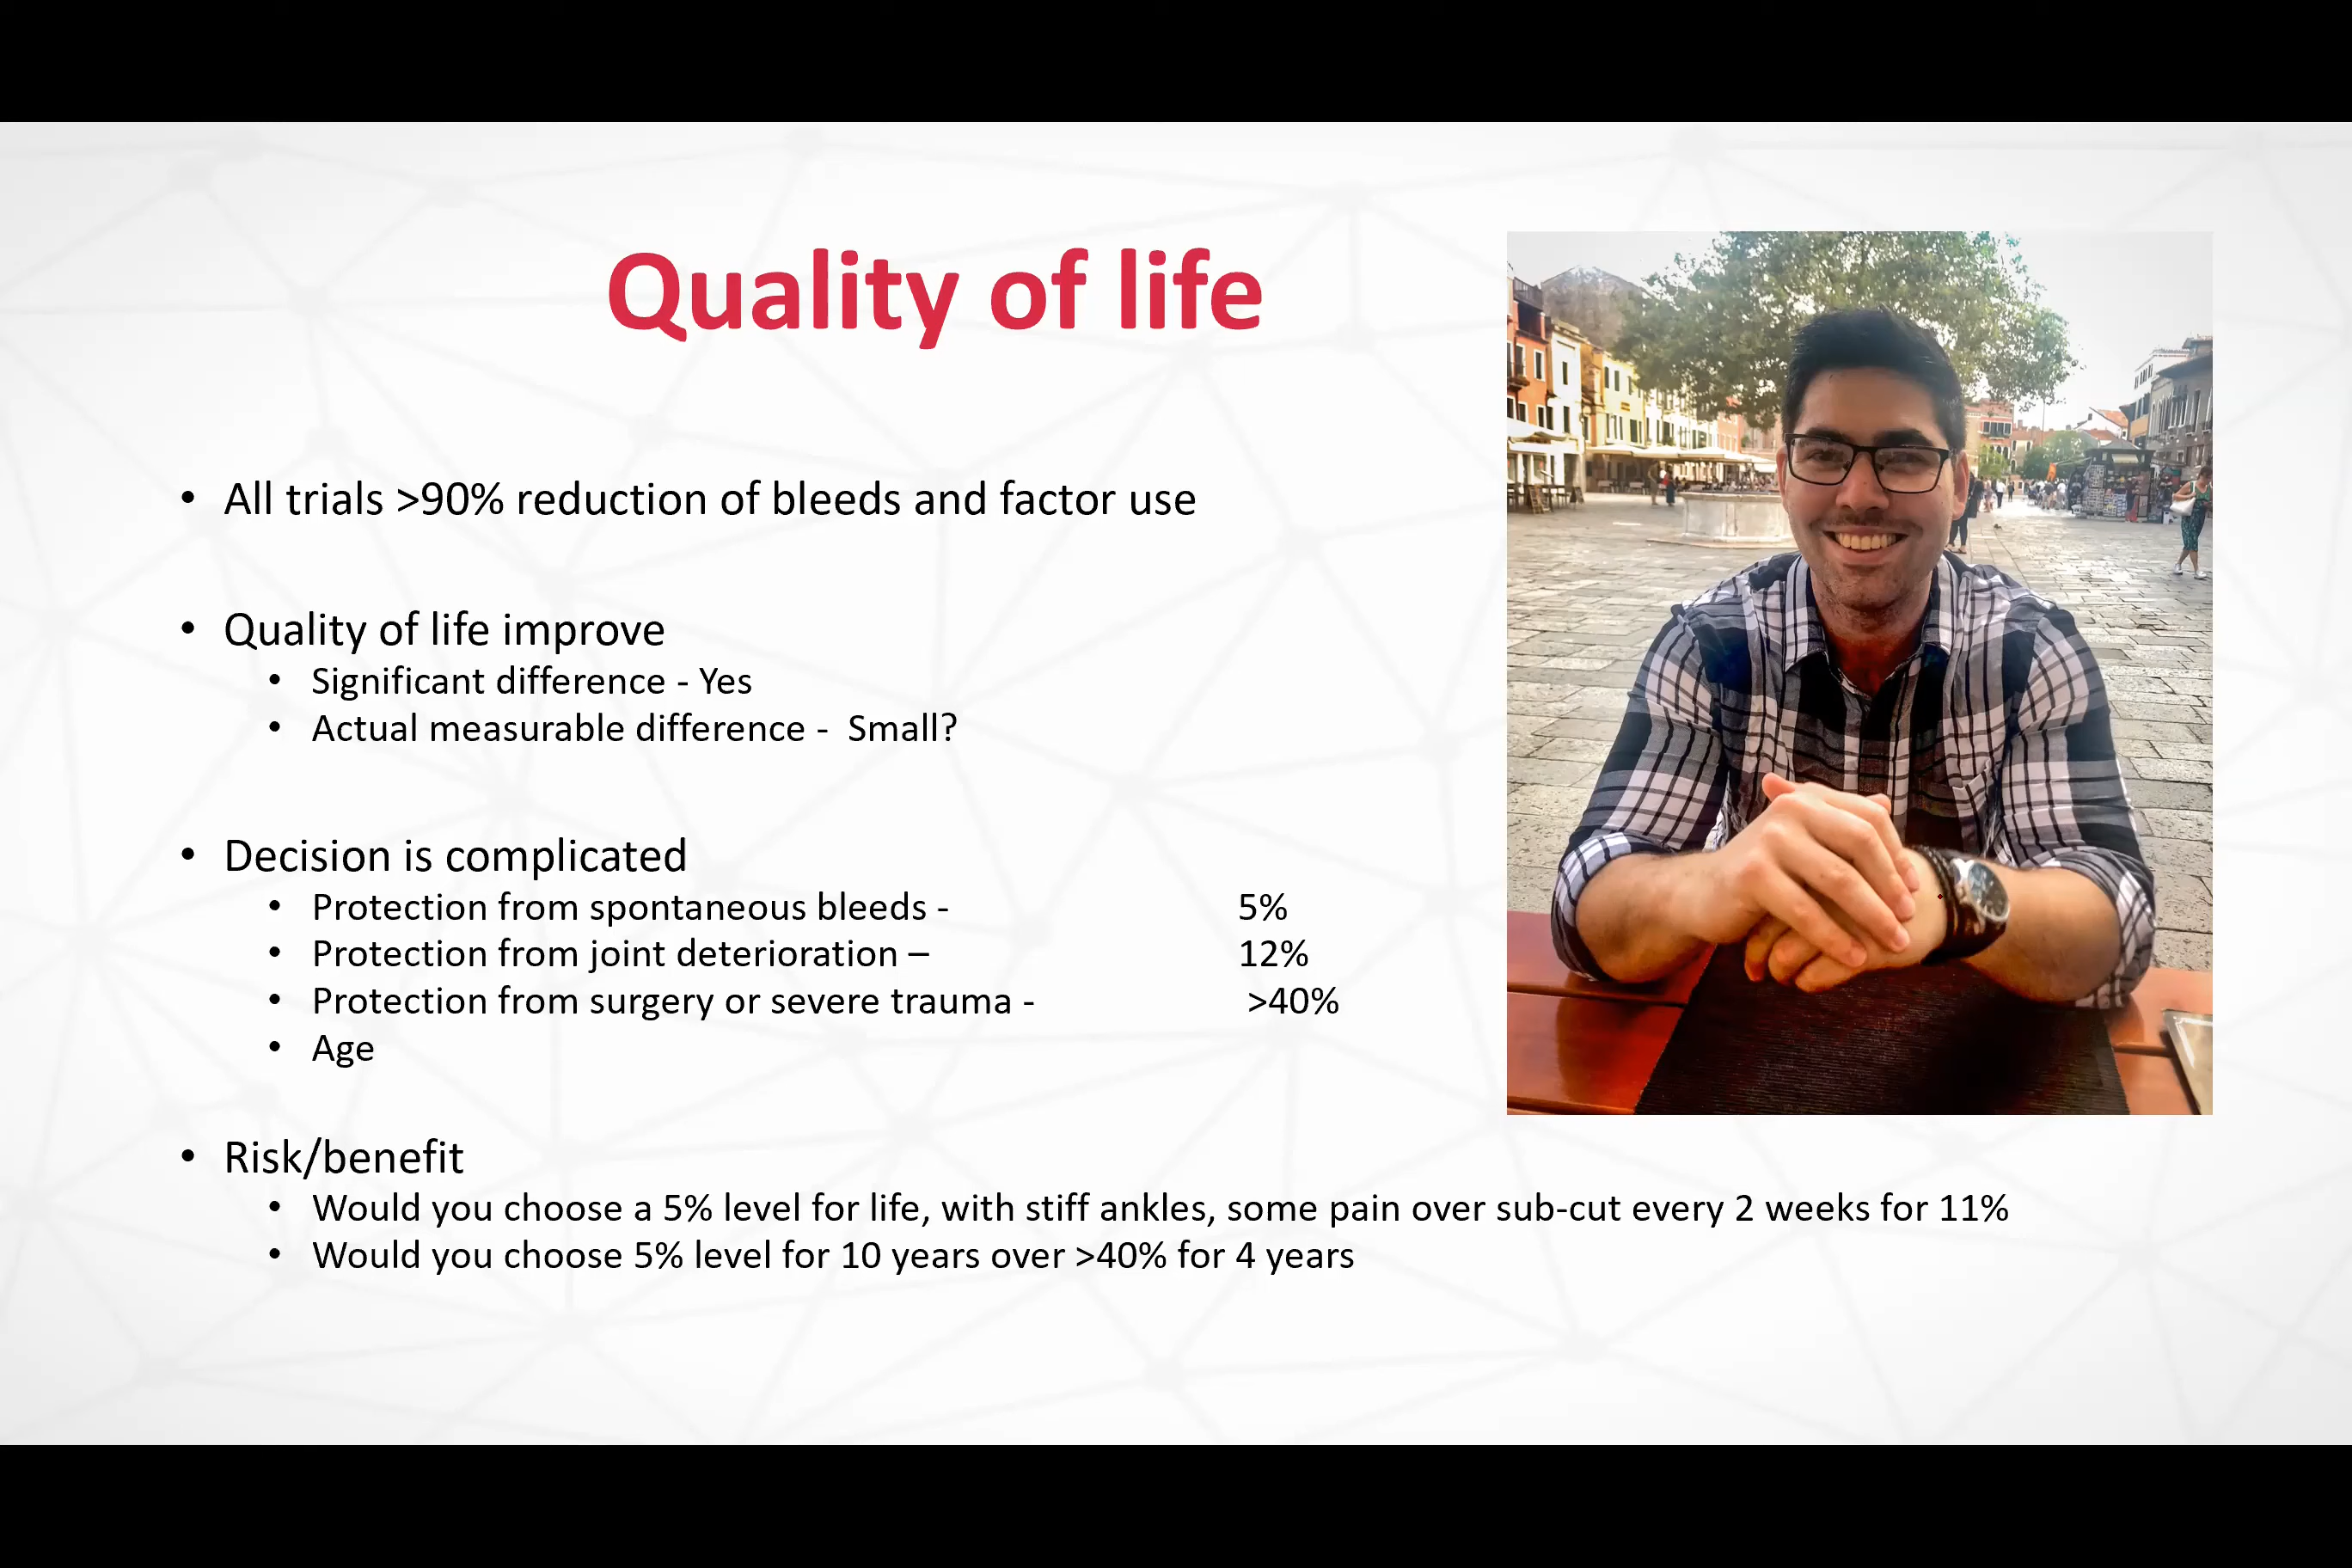 Quality of life
• All trials >90% reduction of bleeds and factor use
• Quality of life improve
• Significant difference - Yes
• Actual measurable difference -  Small?
• Decision is complicated
• Protection from spontaneous bleeds - 5%
• Protection from joint deterioration – 12%
• Protection from surgery or severe trauma - >40%
• Age
• Risk/benefit
• Would you choose a 5% level for life, with stiff ankles, some pain over sub-cut every 2 weeks for 11%
• Would you choose 5% level for 10 years over >40% for 4 years